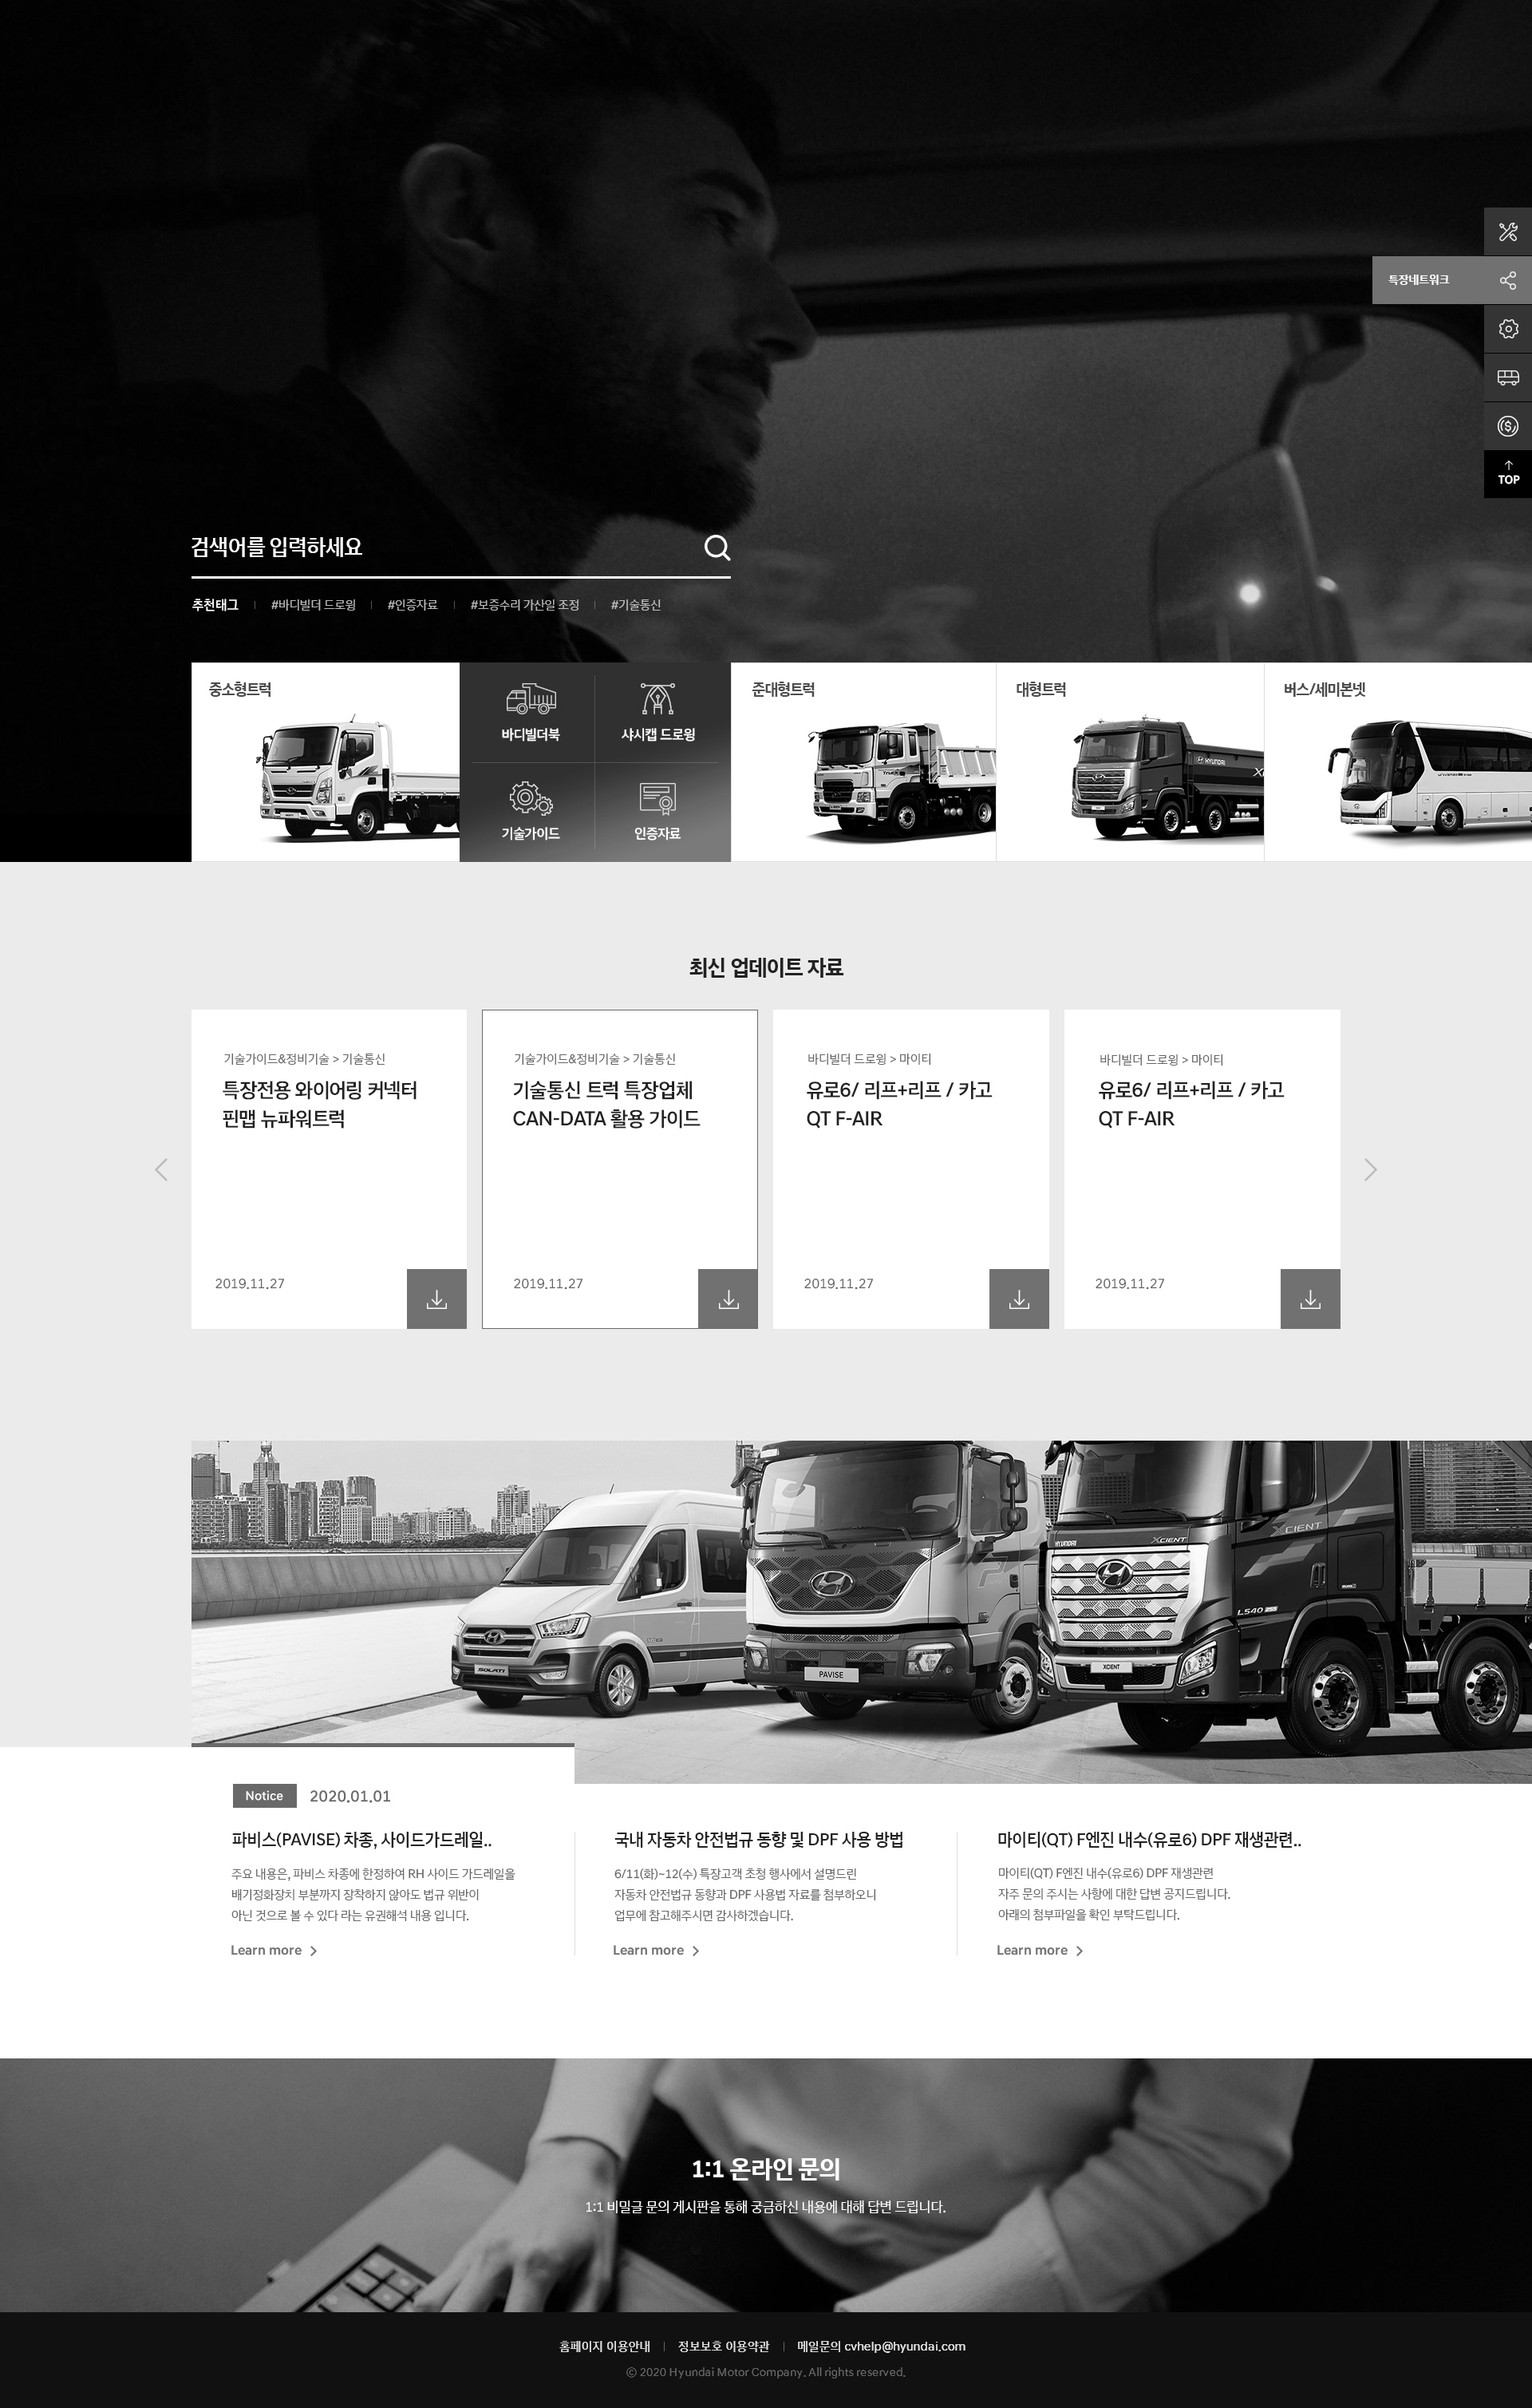 특장네트워크
TOP
검색어를 입력하세요
추천태그 #바디빌더 드로윙 #인증자료 #보증수리 가산일 조정 #기술통신
중소형트럭
바디빌더북
샤시캡 드로윙
기술가이드
인증자료
준대형트럭
대형트럭
HYUNDAI
버스/세미본넷
최신 업데이트 자료
기술가이드&정비기술 > 기술통신
특장전용 와이어링 커넥터
핀맵 뉴파워트럭
2019.11.27
기술가이드&정비기술 > 기술통신
기술통신 트럭 특장업체
CAN-DATA 활용 가이드
2019.11.27
바디빌더 드로윙 > 마이티
유로6/ 리프+리프 / 카고
QT F-AIR
2019.11.27
바디빌더 드로윙 > 마이티
유로6/ 리프+리프 / 카고
QT F-AIR
2019.11.27
SOLATI
PAVISE
HYUNDAI
XCIENT
XCIENT
L540
XCIENT
Notice 2020.01.01
파비스(PAVISE) 차종, 사이드가드레일..
주요 내용은, 파비스 차종에 한정하여 RH 사이드 가드레일을
배기정화장치 부분까지 장착하지 않아도 법규 위반이
아닌 것으로 볼 수 있다 라는 유권해석 내용 입니다.
Learn more
국내 자동차 안전법규 동향 및 DPF 사용 방법
6/11(화)~12(수) 특장고객 초청 행사에서 설명드린
자동차 안전법규 동향과 DPF 사용법 자료를 첨부하오니
업무에 참고해주시면 감사하겠습니다.
Learn more
마이티(QT) F엔진 내수(유로6) DPF 재생관련..
마이티(QT) F엔진 내수(유로6) DPF 재생관련
자주 문의 주시는 사항에 대한 답변 공지드립니다.
아래의 첨부파일을 확인 부탁드립니다.
Learn more
1:1 온라인 문의
1:1 비밀글 문의 게시판을 통해 궁금하신 내용에 대해 답변 드립니다.
홈페이지 이용안내 정보보호 이용약관 메일문의 cvhelp@hyundai.com
© 2020 Hyundai Motor Company. All rights reserved.